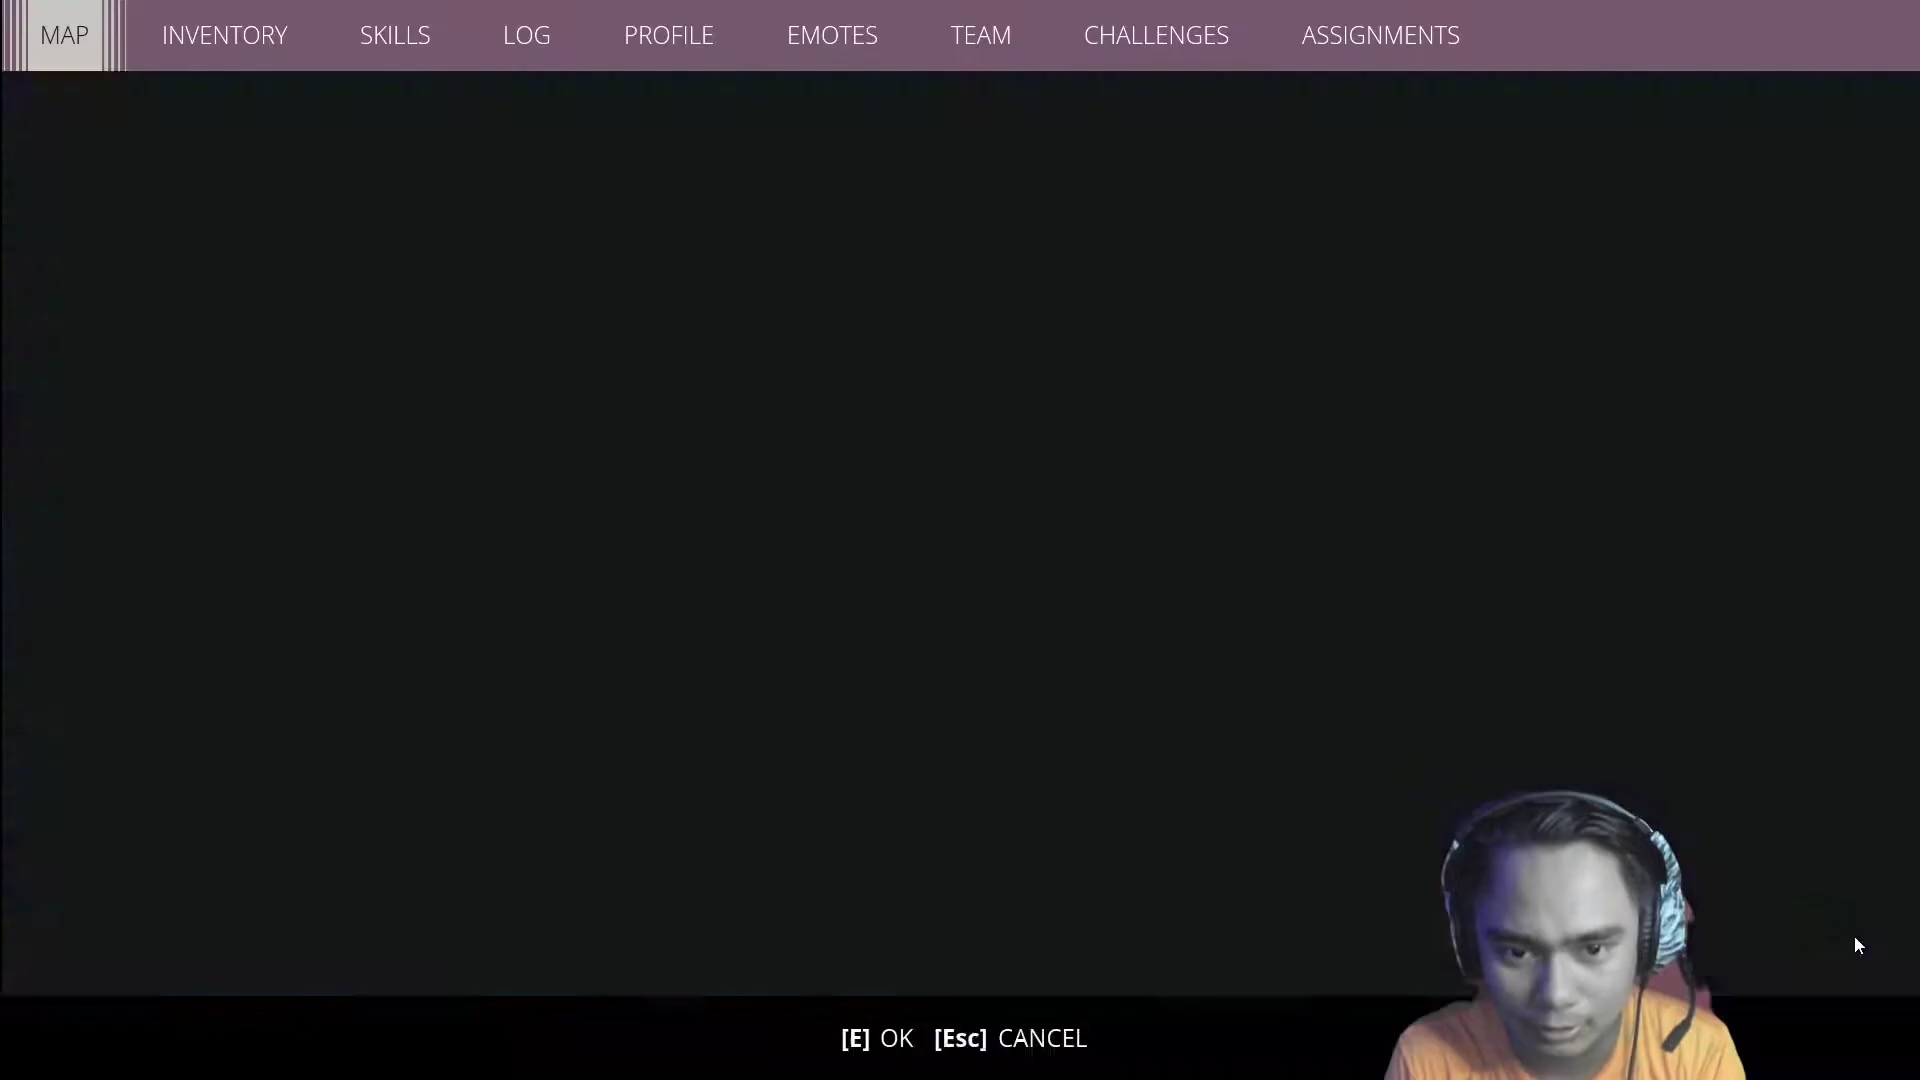 MAP INVENTORY SKILLS LOG PROFILE EMOTES TEAM CHALLENGES ASSIGNMENTS
[E] OK [Esc] CANCEL